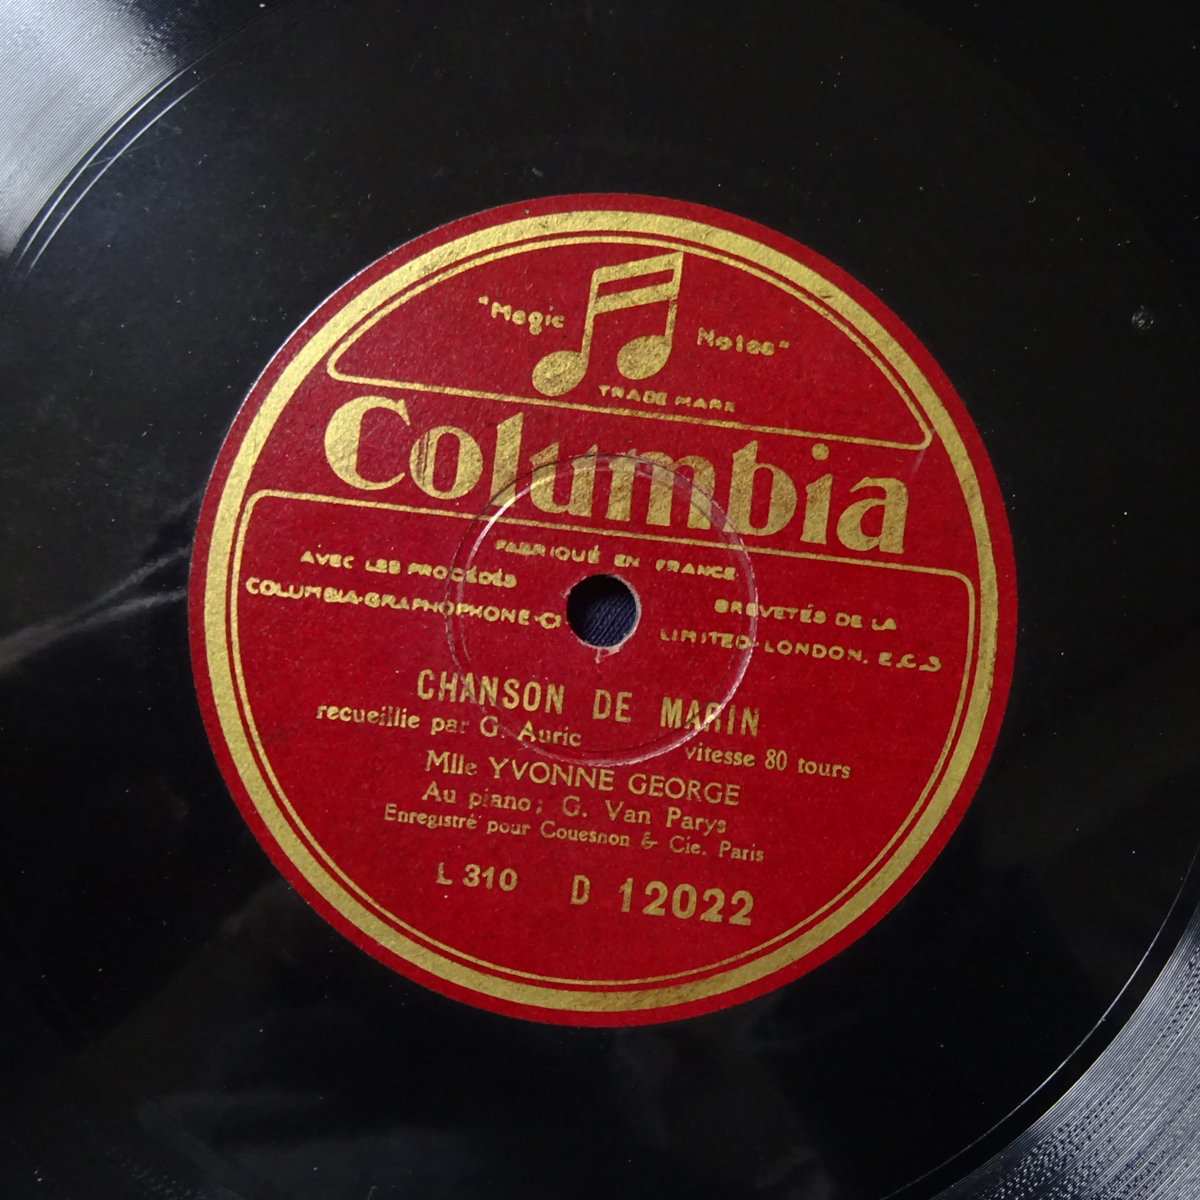 "Magic Notes"
TRADE MARK
Columbia
FABRIQUÉ EN FRANCE
AVEC LES PROCÉDÉS BREVETÉS DE LA
COLUMBIA-GRAPHOPHONE-Cº LIMITED-LONDON. E.C.3
CHANSON DE MARIN
recueillie par G. Auric vitesse 80 tours
Mlle YVONNE GEORGE
Au piano: G. Van Parys
Enregistré pour Couesnon & Cie. Paris
L 310 D 12022